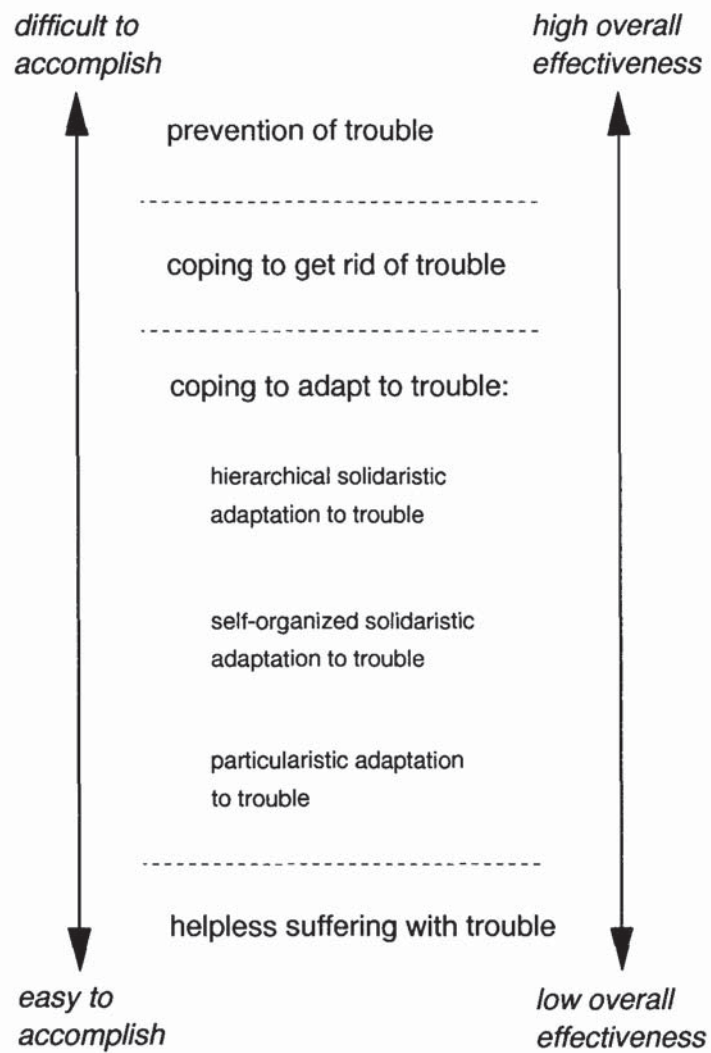 difficult to
accomplish
high overall
effectiveness
prevention of trouble
coping to get rid of trouble
coping to adapt to trouble:
hierarchical solidaristic
adaptation to trouble
self-organized solidaristic
adaptation to trouble
particularistic adaptation
to trouble
helpless suffering with trouble
easy to
accomplish
low overall
effectiveness